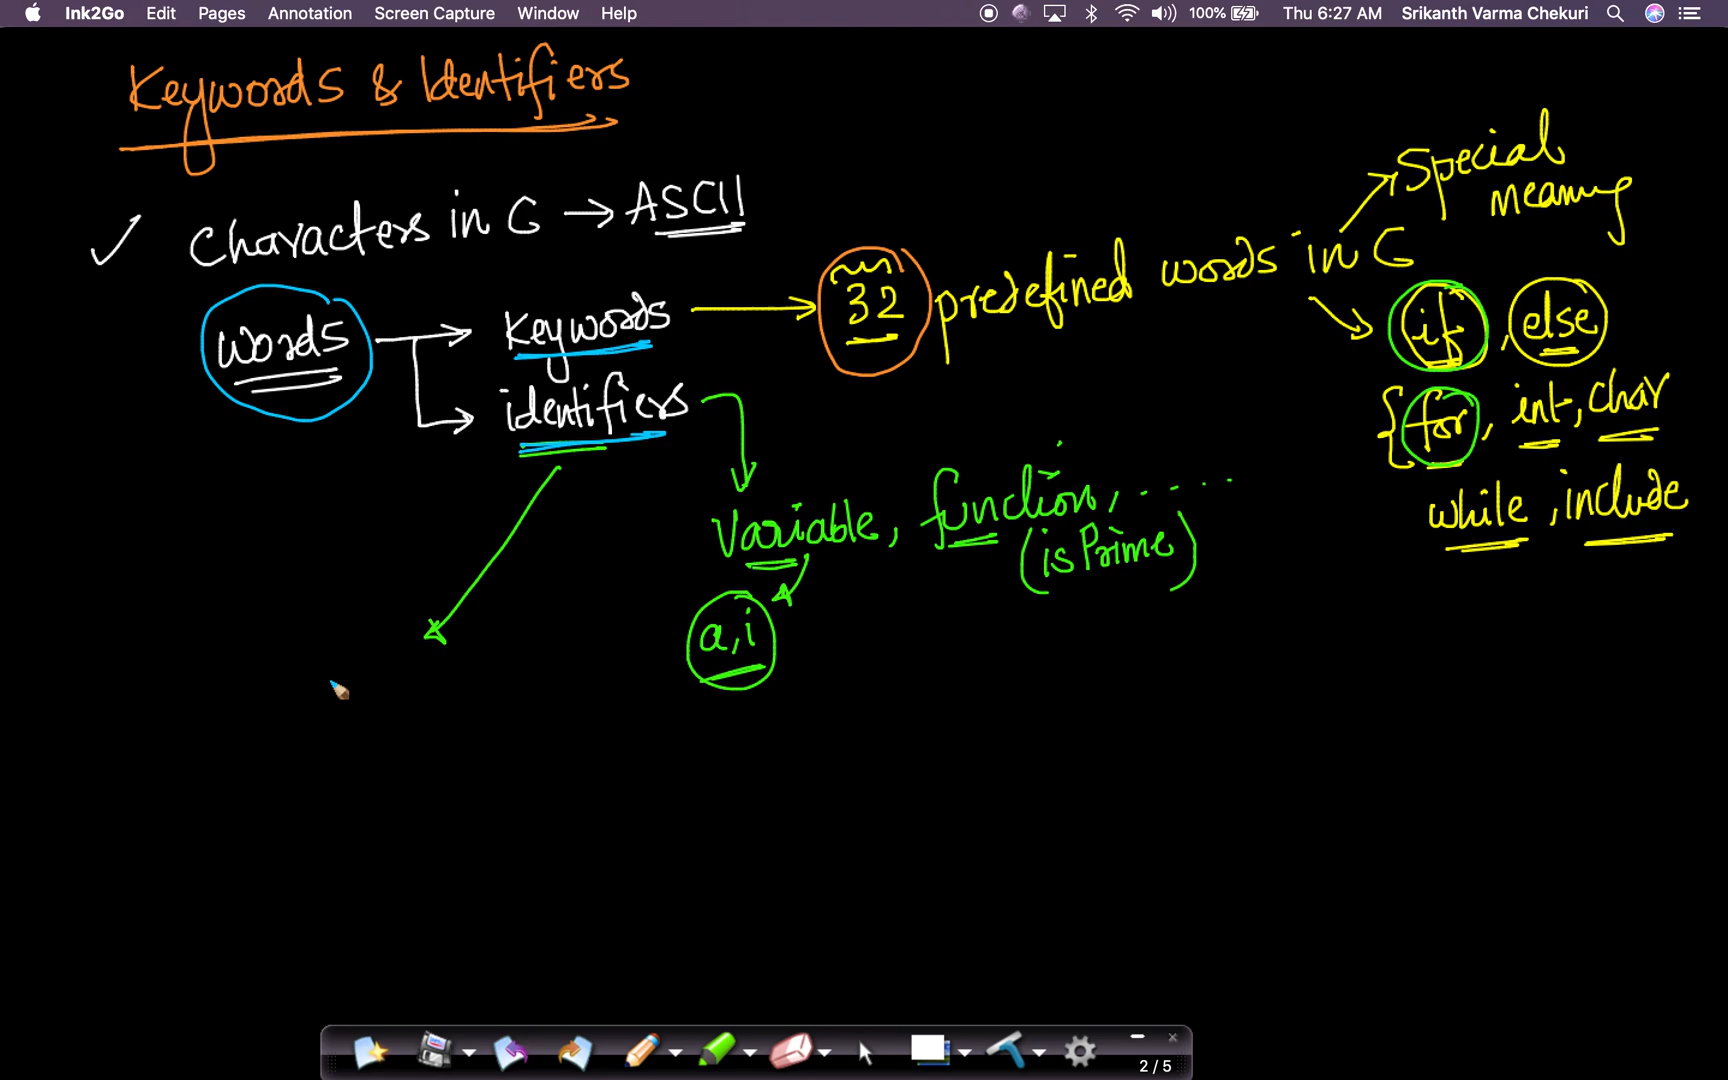 Ink2Go Edit Pages Annotation Screen Capture Window Help 100% Thu 6:27 AM Srikanth Varma Chekuri
Keywords & Identifiers
Characters in C → ASCII
Special
meaning
words → Keywords → 32 predefined words in C
identifiers
if, else
{for, int, char
while, include
Variable, function, .....
(isPrime)
a,i
2 / 5